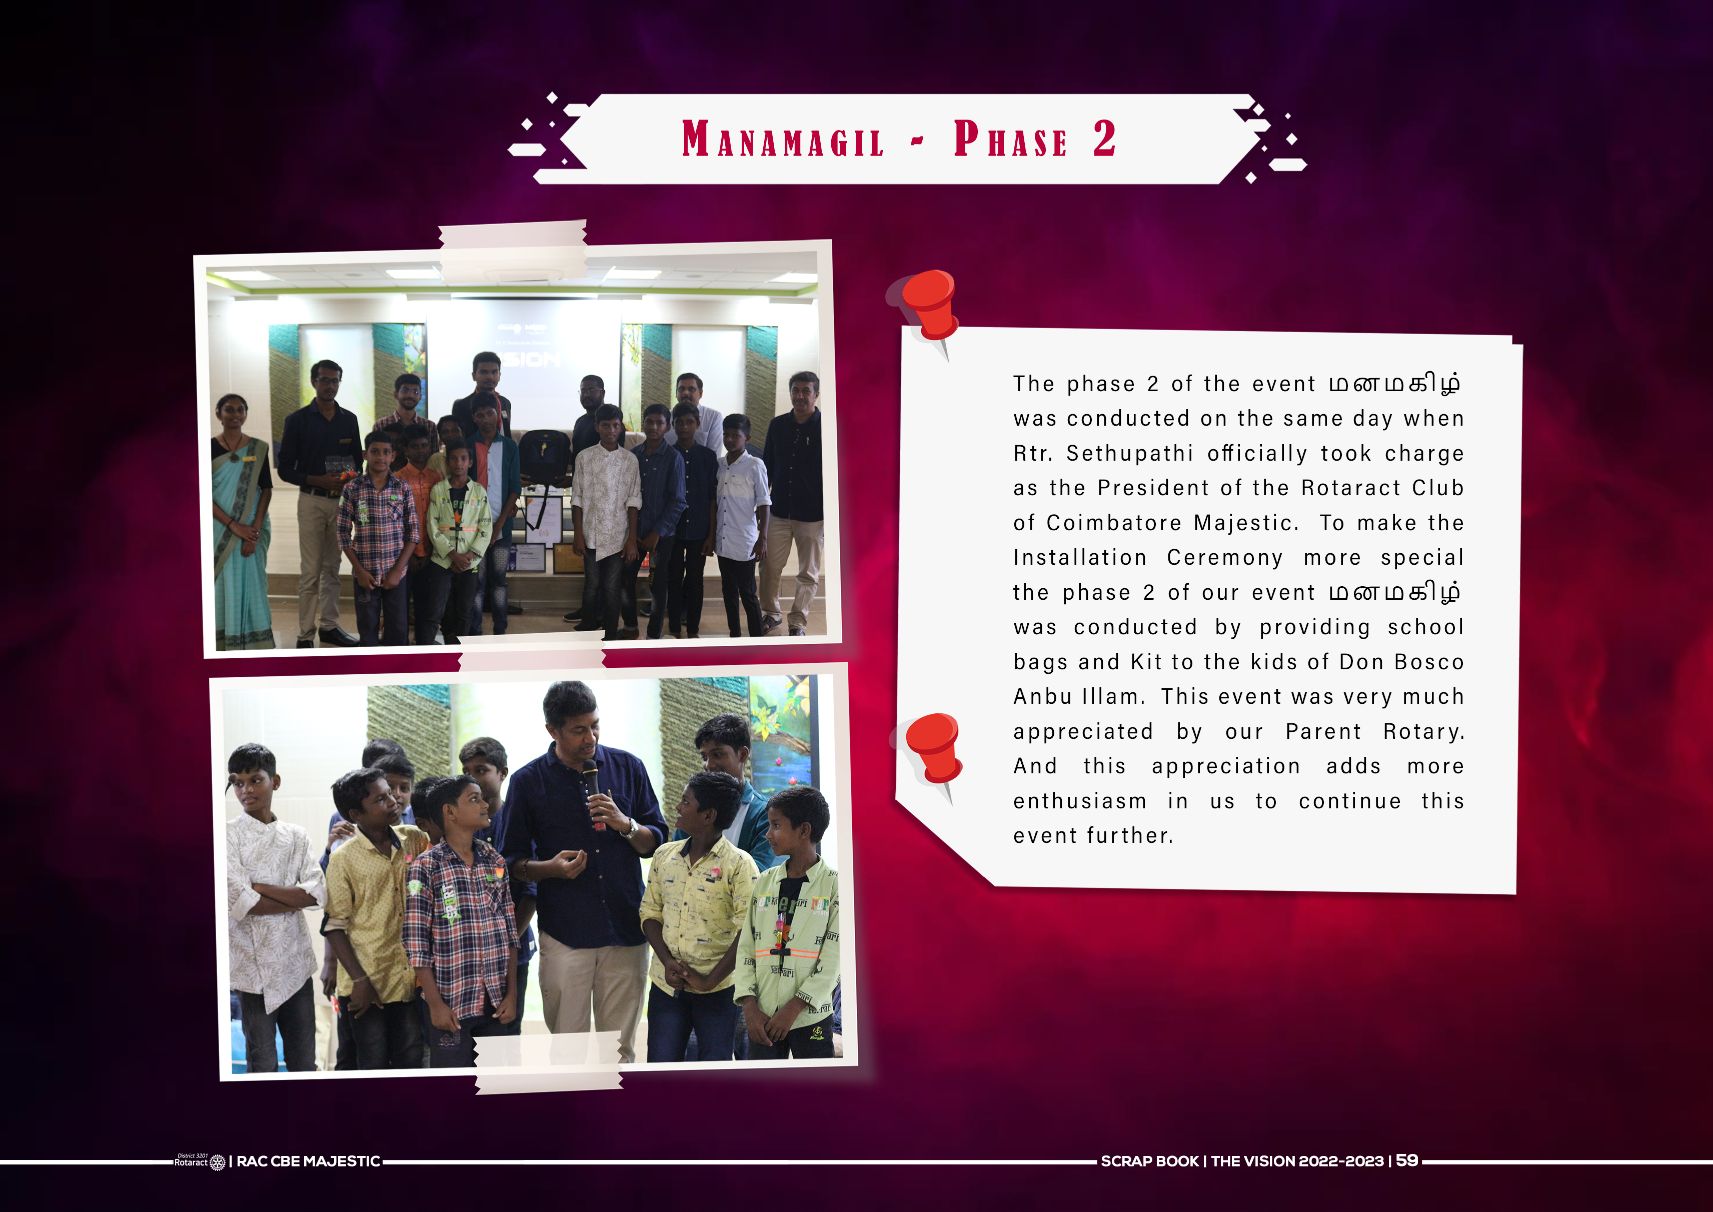 MANAMAGIL - PHASE 2
SION
The phase 2 of the event மனமகிழ்
was conducted on the same day when
Rtr. Sethupathi officially took charge
as the President of the Rotaract Club
of Coimbatore Majestic. To make the
Installation Ceremony more special
the phase 2 of our event மனமகிழ்
was conducted by providing school
bags and Kit to the kids of Don Bosco
Anbu Illam. This event was very much
appreciated by our Parent Rotary.
And this appreciation adds more
enthusiasm in us to continue this
event further.
SPORT
Ferrari
District 3201
Rotaract | RAC CBE MAJESTIC
SCRAP BOOK | THE VISION 2022-2023 | 59